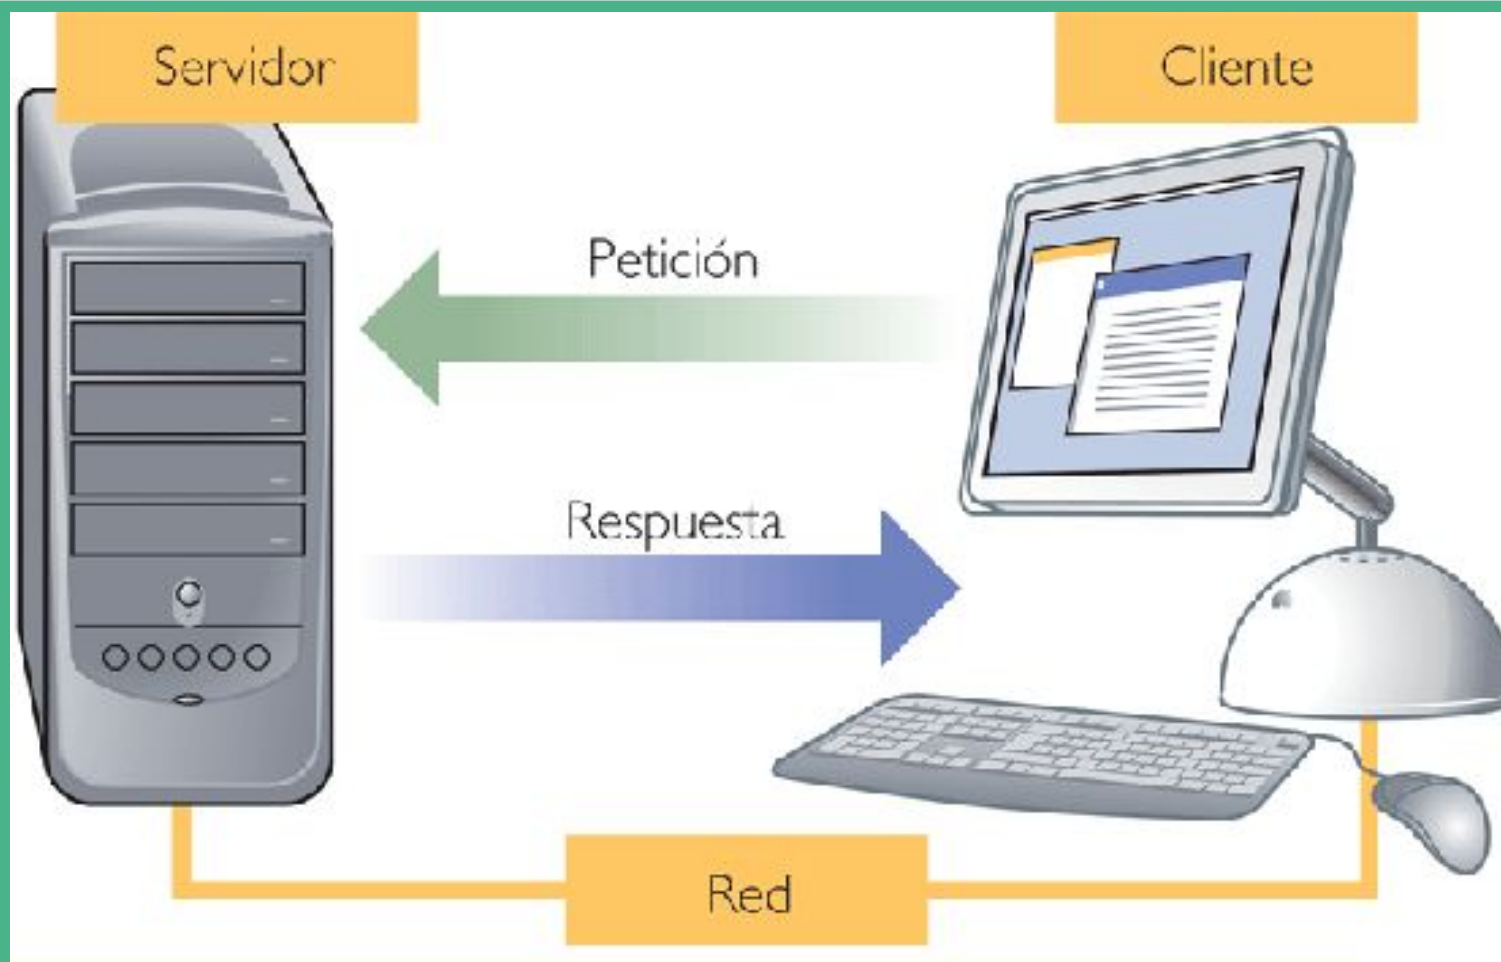 Servidor
Cliente
Petición
Respuesta
Red